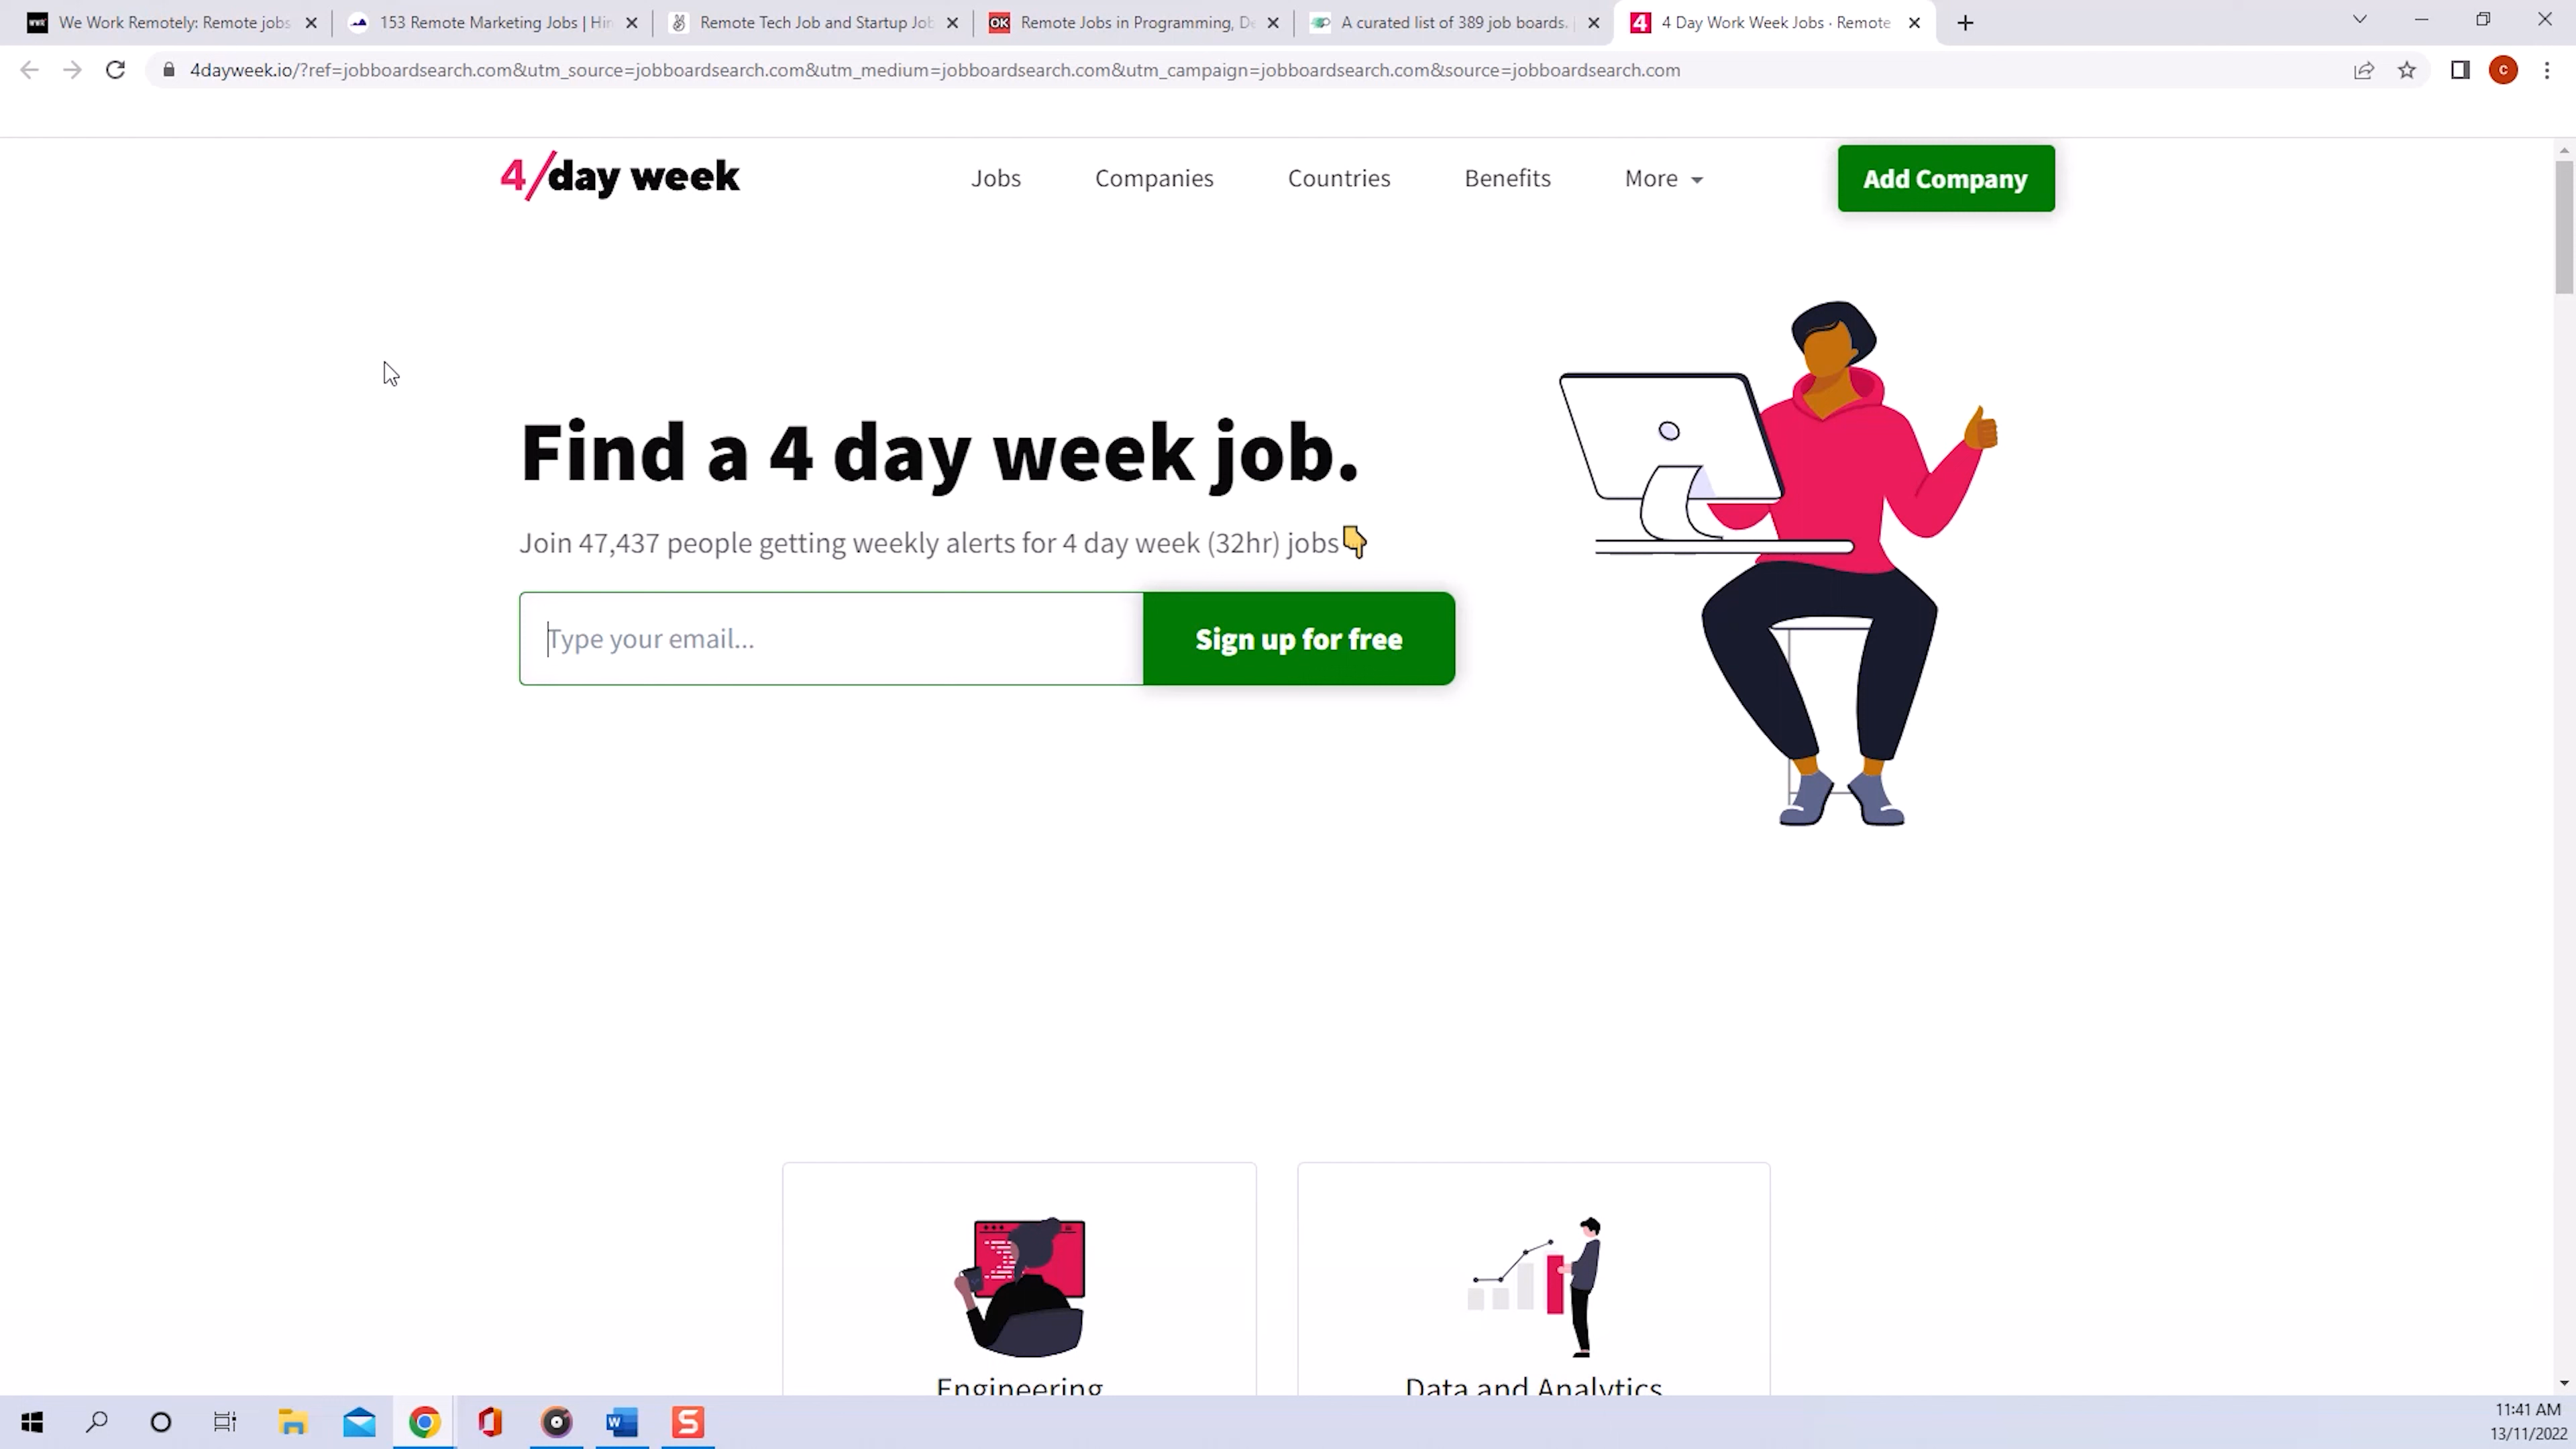 We Work Remotely: Remote jobs
153 Remote Marketing Jobs | Hir
Remote Tech Job and Startup Job
OK
Remote Jobs in Programming, De
A curated list of 389 job boards. |
4
4 Day Work Week Jobs · Remote
4dayweek.io/?ref=jobboardsearch.com&utm_source=jobboardsearch.com&utm_medium=jobboardsearch.com&utm_campaign=jobboardsearch.com&source=jobboardsearch.com
C
4/day week
Jobs
Companies
Countries
Benefits
More
Add Company
Find a 4 day week job.
Join 47,437 people getting weekly alerts for 4 day week (32hr) jobs👇
Type your email...
Sign up for free
Engineering
Data and Analytics
W
S
11:41 AM
13/11/2022